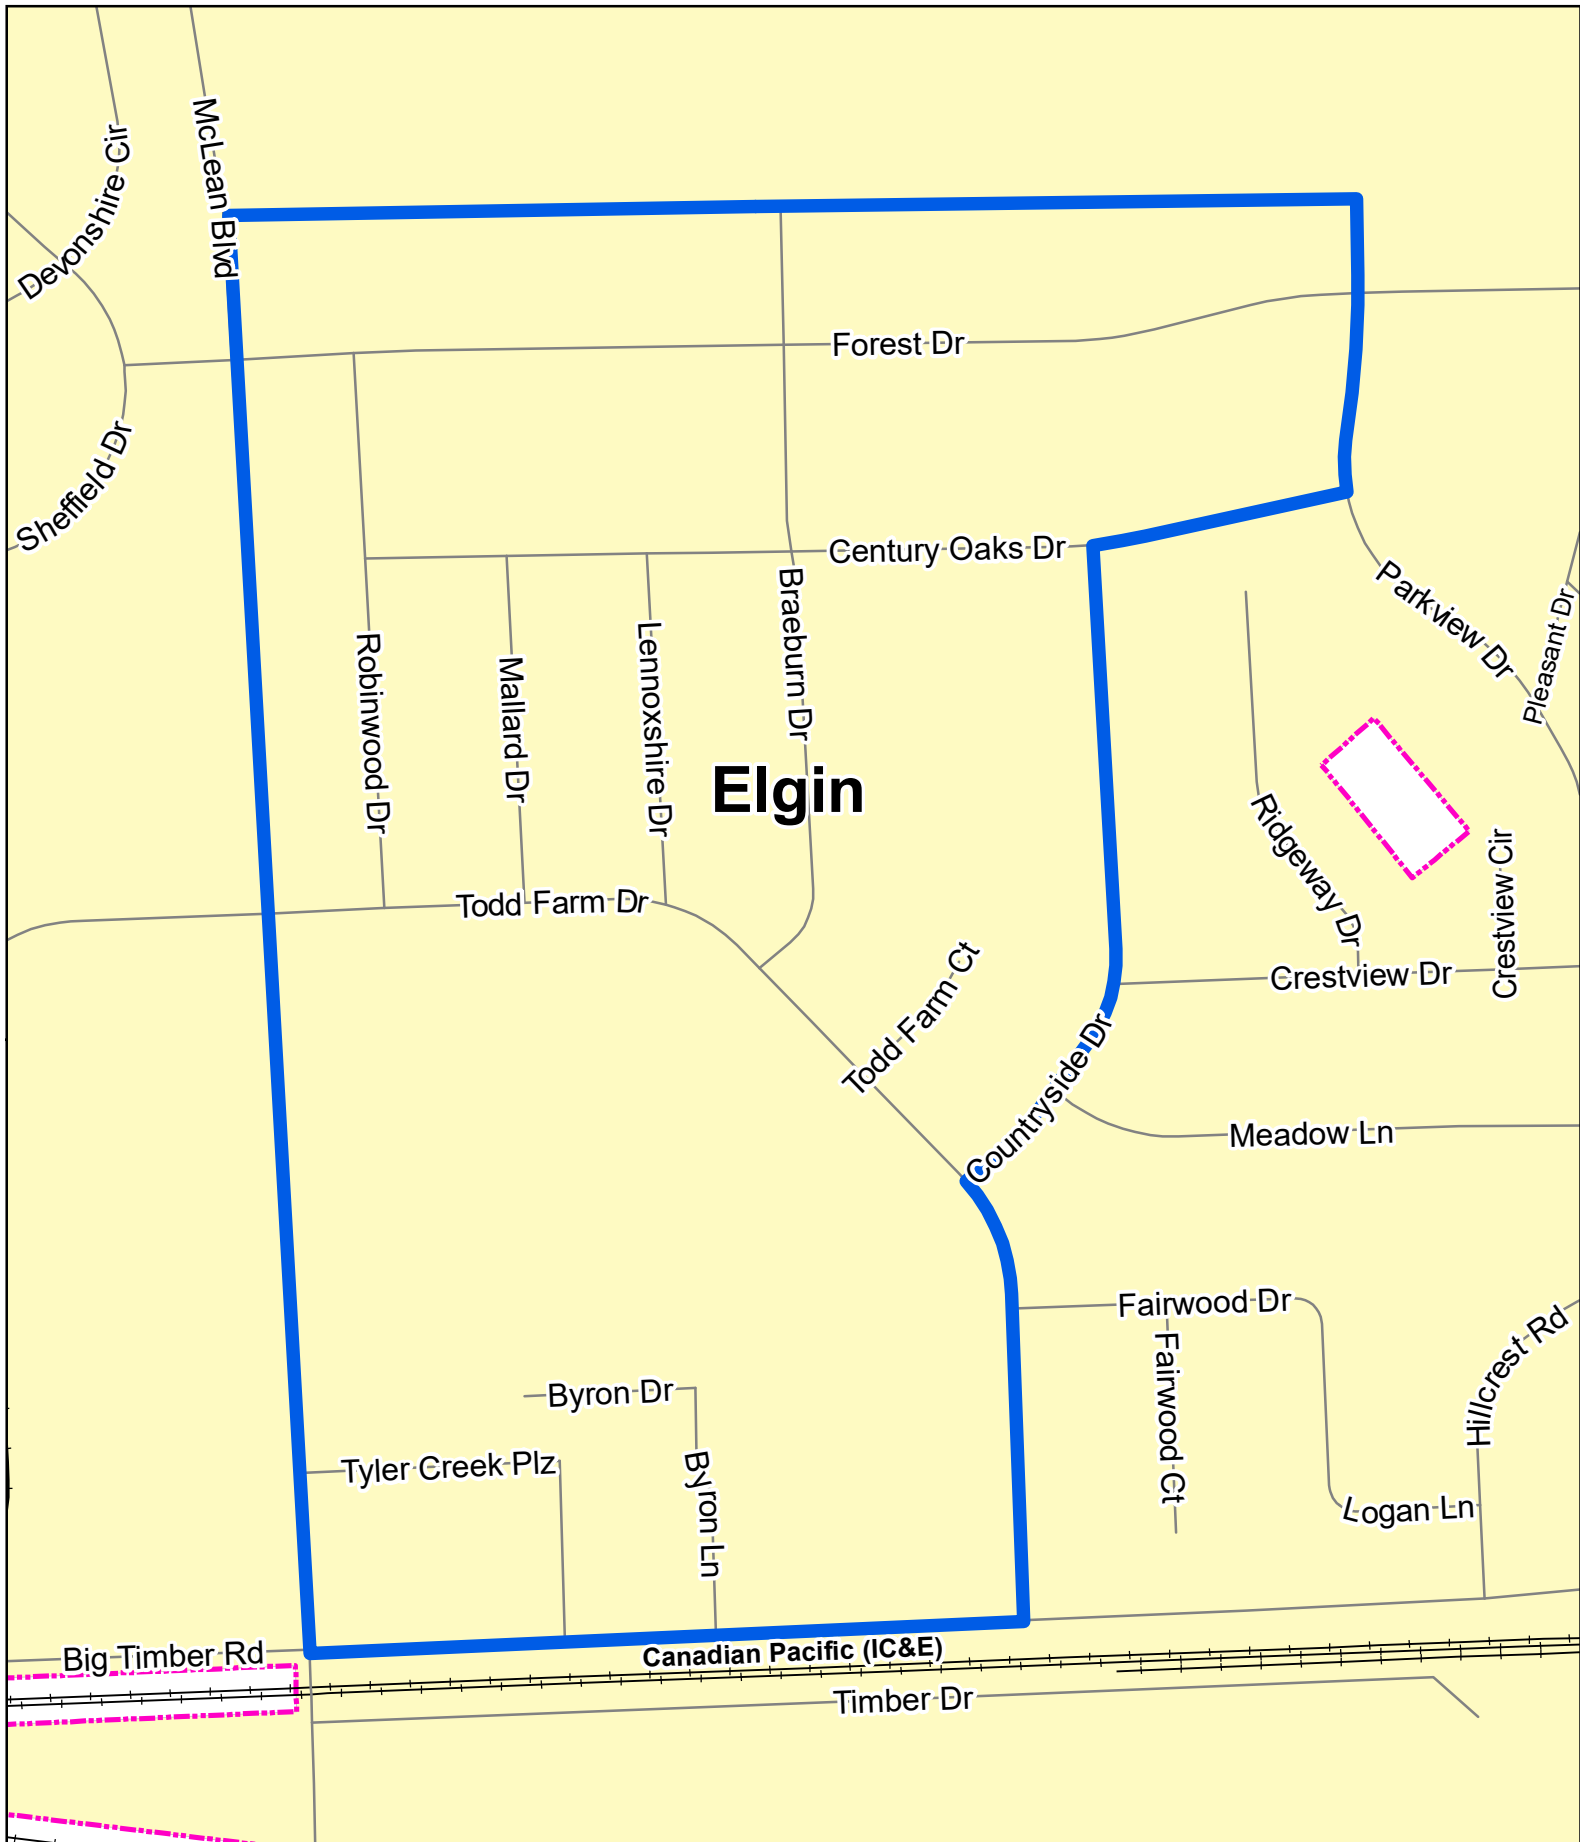 McLean Blvd
Devonshire Cir
Forest Dr
Sheffield Dr
Century Oaks Dr
Parkview Dr
Pleasant Dr
Robinwood Dr
Mallard Dr
Lennoxshire Dr
Braeburn Dr
Elgin
Ridgeway Dr
Crestview Cir
Todd Farm Dr
Todd Farm Ct
Crestview Dr
Countryside Dr
Meadow Ln
Fairwood Dr
Fairwood Ct
Hillcrest Rd
Byron Dr
Tyler Creek Plz
Byron Ln
Logan Ln
Big Timber Rd
Canadian Pacific (IC&E)
Timber Dr